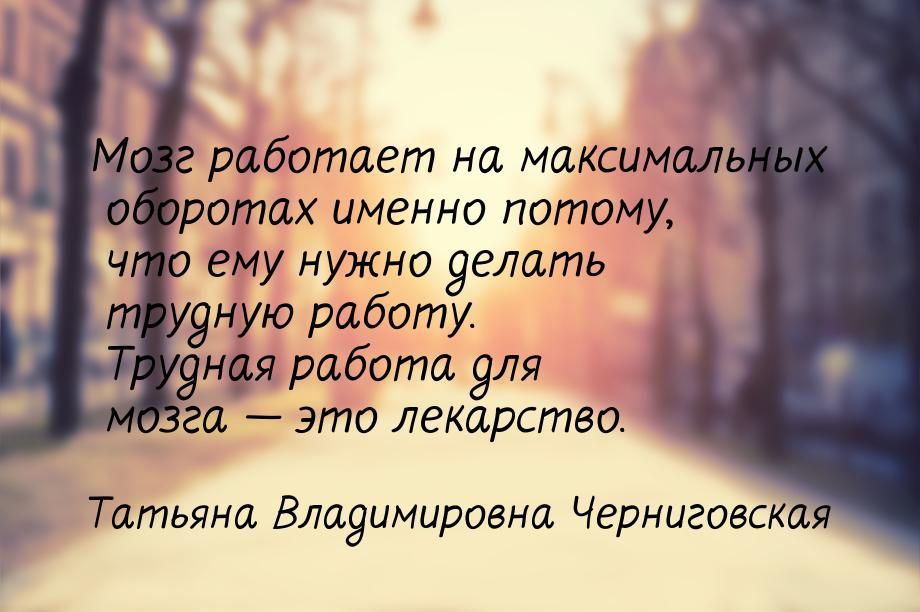 Мозг работает на максимальных
оборотах именно потому,
что ему нужно делать
трудную работу.
Трудная работа для
мозга — это лекарство.
Татьяна Владимировна Черниговская